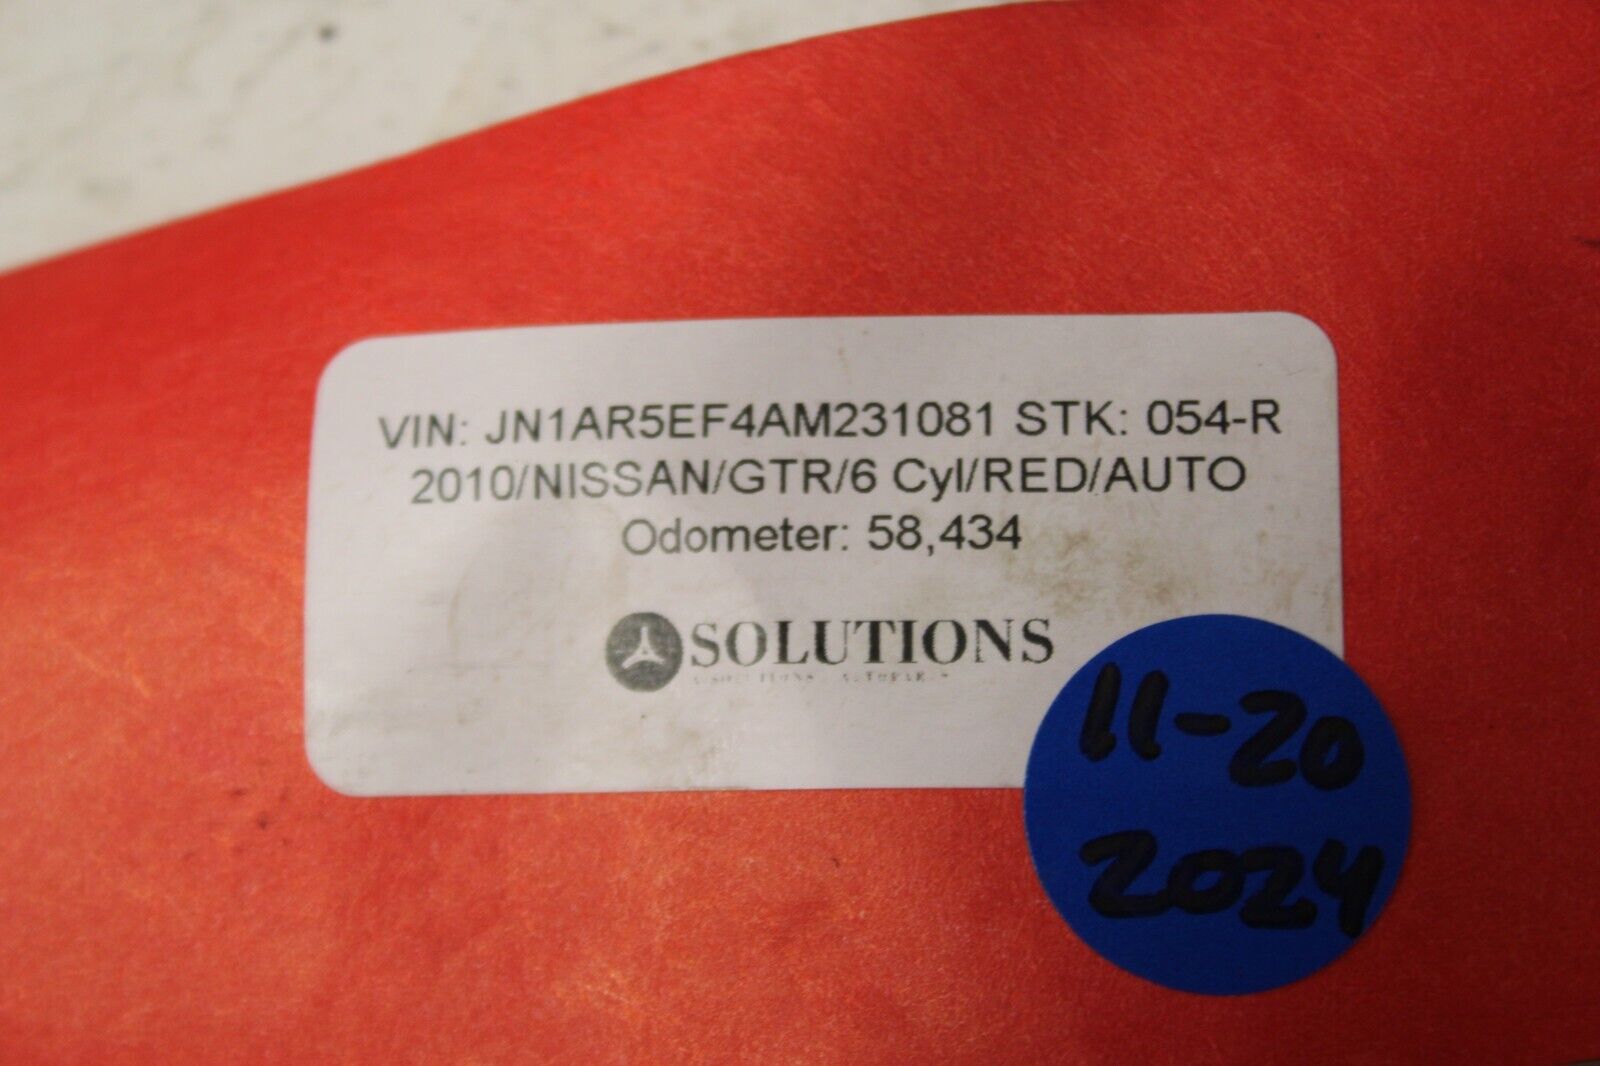 VIN: JN1AR5EF4AM231081 STK: 054-R
2010/NISSAN/GTR/6 Cyl/RED/AUTO
Odometer: 58,434
SOLUTIONS
11-20
2024